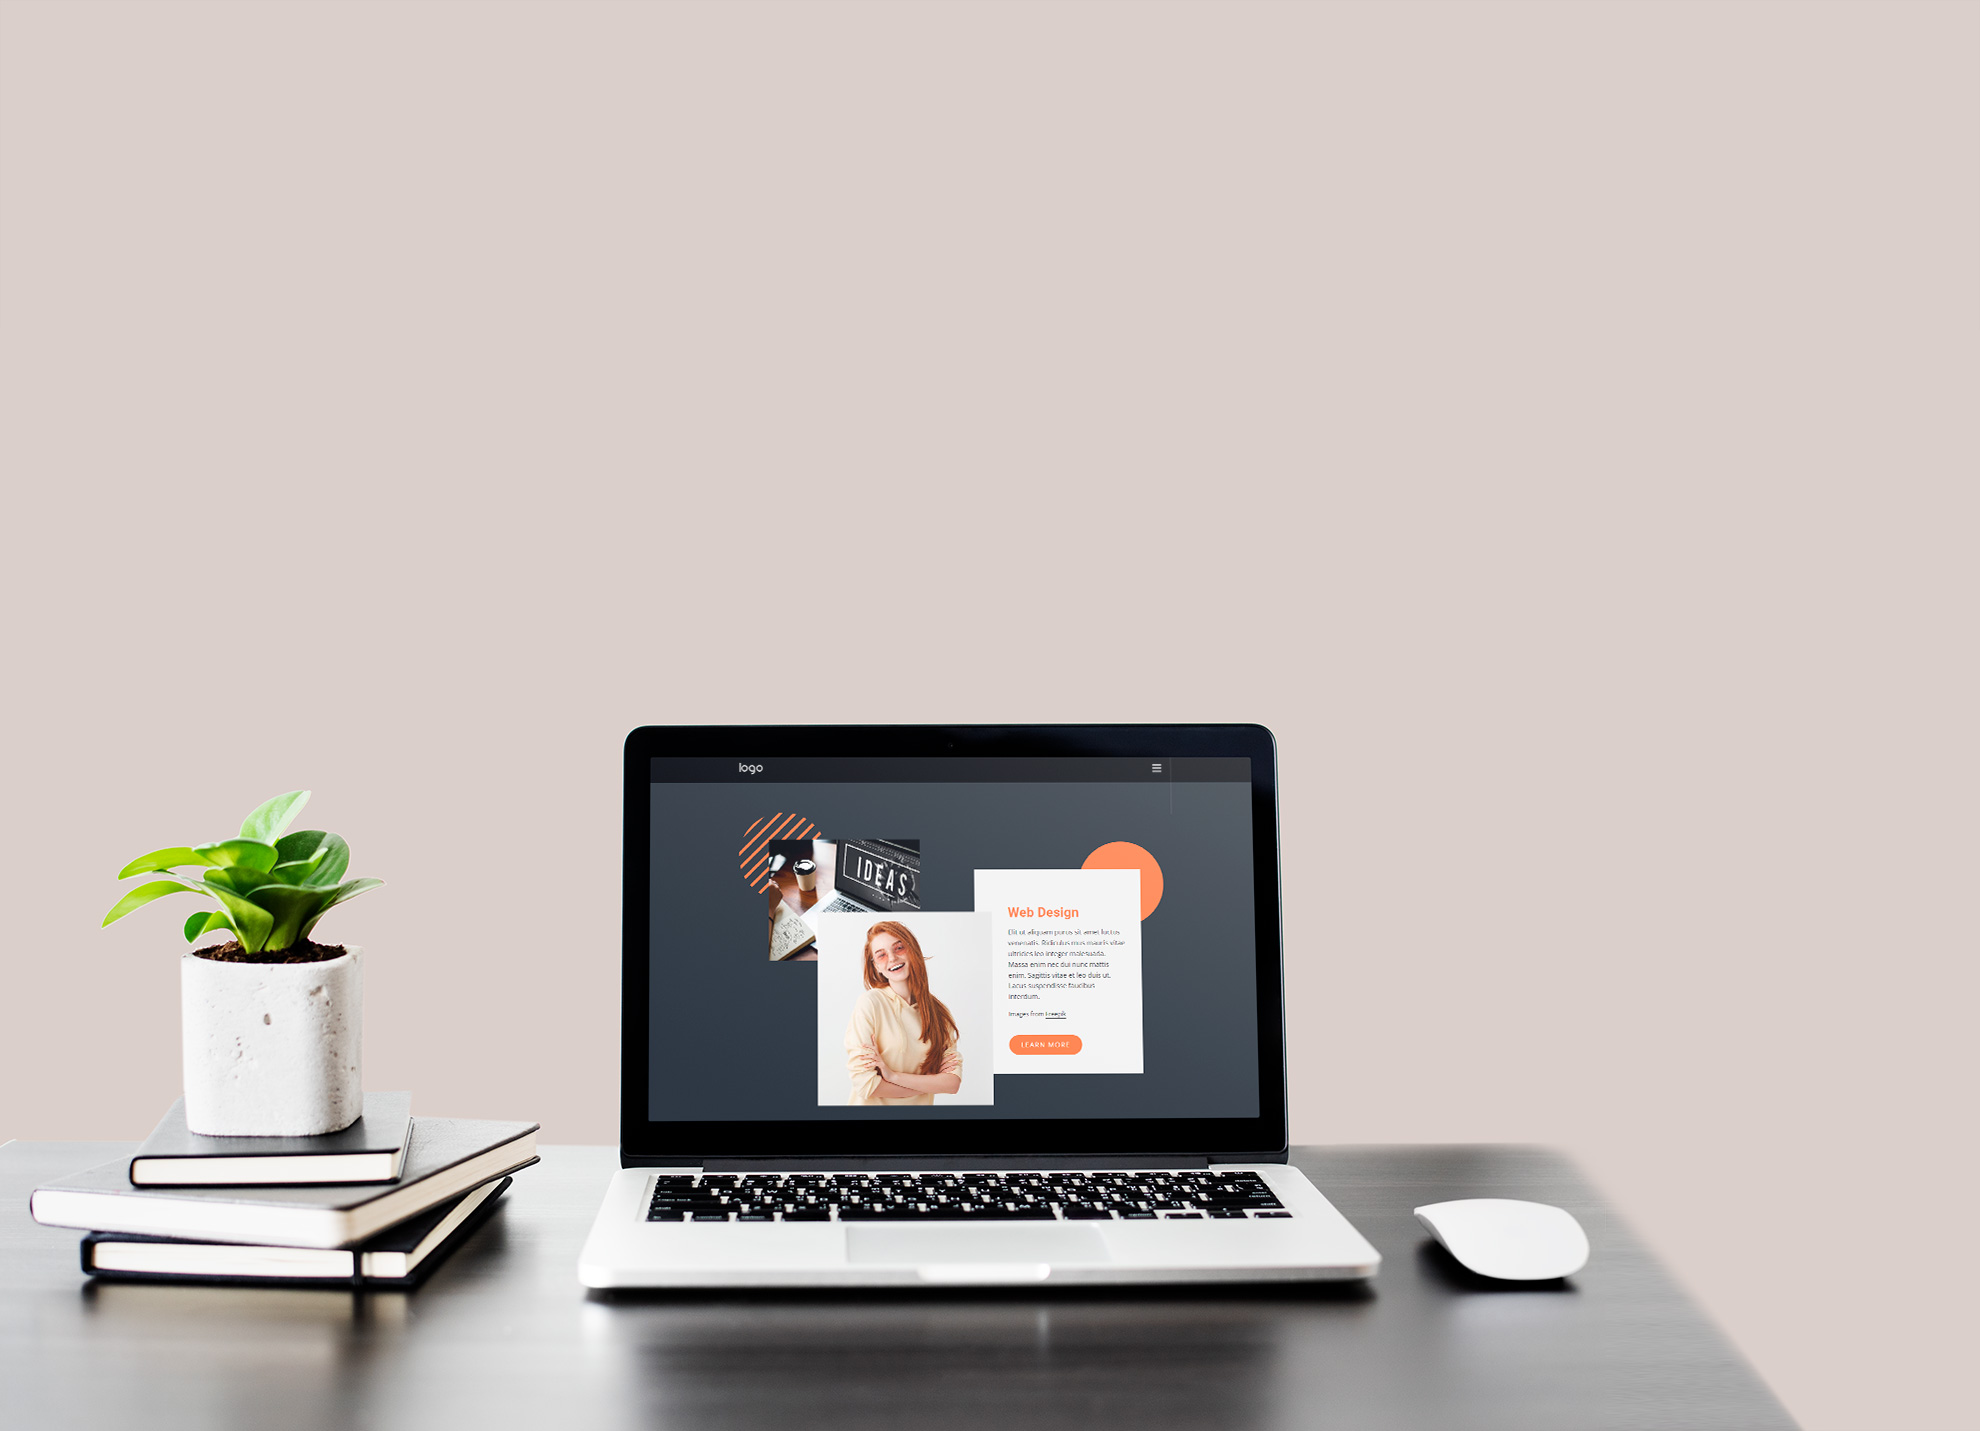 logo
IDEAS
Web Design
Elit ut aliquam purus sit amet luctus
venenatis. Ridiculus mus mauris vitae
ultricies leo integer malesuada.
Massa enim nec dui nunc mattis
enim. Sagittis vitae et leo duis ut.
Lacus suspendisse faucibus
interdum.
Images from Freepik
LEARN MORE